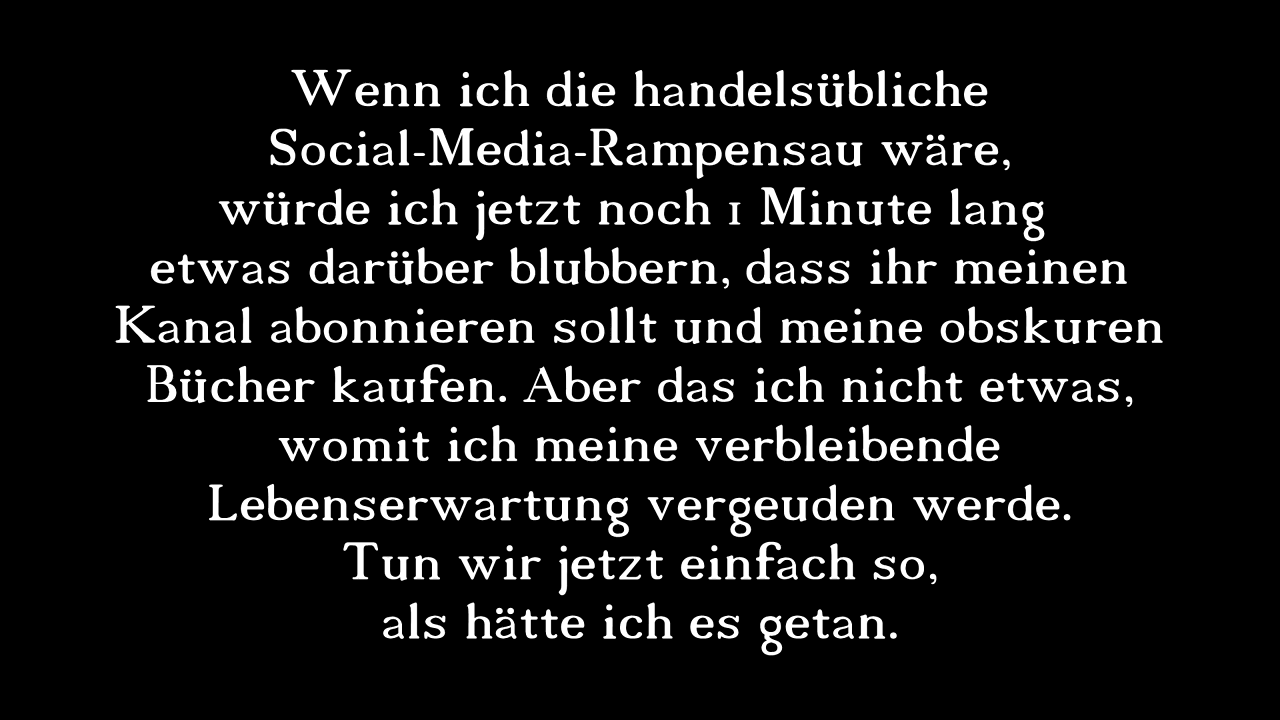 Wenn ich die handelsübliche
Social-Media-Rampensau wäre,
würde ich jetzt noch 1 Minute lang
etwas darüber blubbern, dass ihr meinen
Kanal abonnieren sollt und meine obskuren
Bücher kaufen. Aber das ich nicht etwas,
womit ich meine verbleibende
Lebenserwartung vergeuden werde.
Tun wir jetzt einfach so,
als hätte ich es getan.